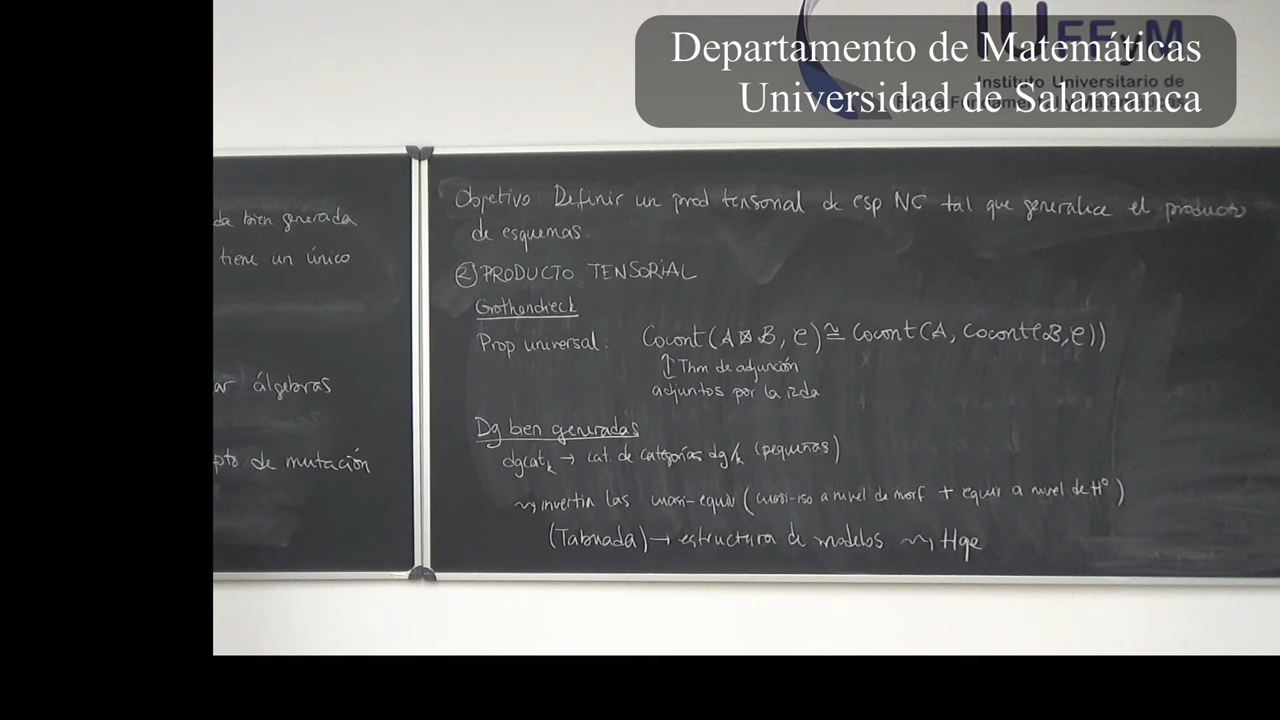 Departamento de Matemáticas
Universidad de Salamanca
Instituto Universitario de
da bien generada
tiene un único
ar álgebras
pto de mutación
Objetivo: Definir un prod tensorial de esp NC tal que generalice el producto
de esquemas.
② PRODUCTO TENSORIAL
Grothendieck
Prop universal: Cocont(A ⊠ B, C) ≅ Cocont(A, Cocont(B, C))
↑ Thm de adjunción
adjuntos por la izda
Dg bien generadas
dgcat_k → cat. de categorías dg/k (pequeñas)
⇝ invertir las cuasi-equiv (cuasi-iso a nivel de morf + equiv a nivel de H⁰)
(Tabuada) → estructura de modelos ⇝ Hqe